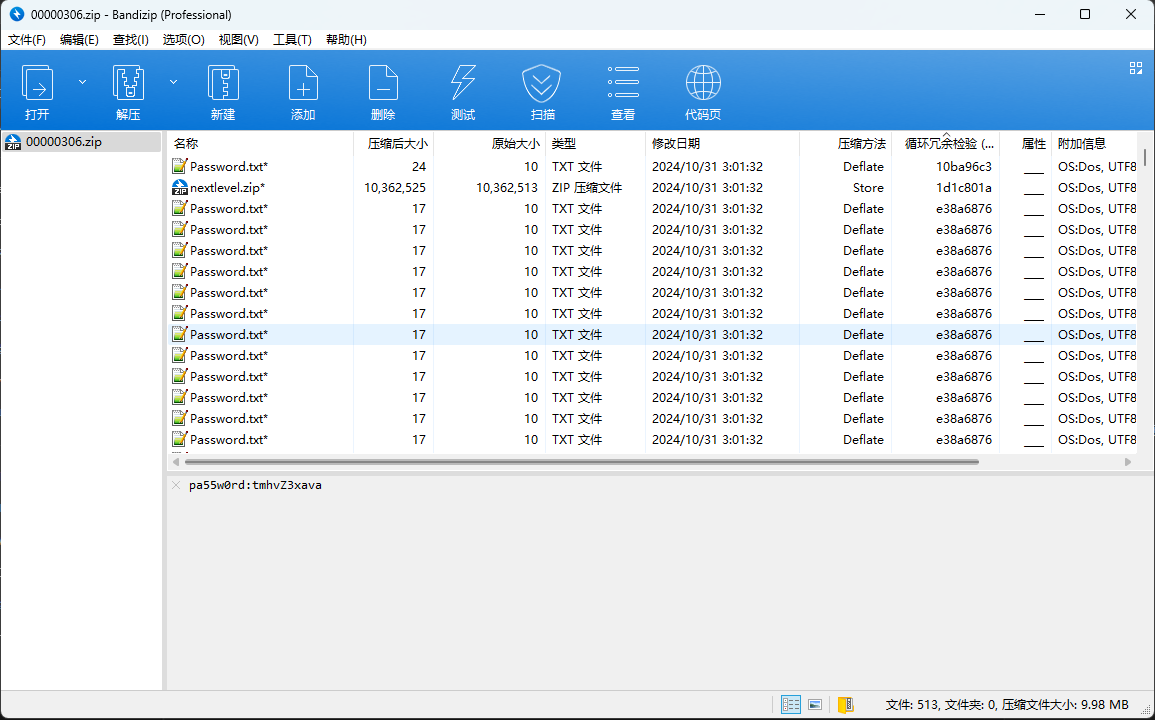 00000306.zip - Bandizip (Professional)
文件(F) 编辑(E) 查找(I) 选项(O) 视图(V) 工具(T) 帮助(H)
打开 解压 新建 添加 删除 测试 扫描 查看 代码页
00000306.zip
名称 压缩后大小 原始大小 类型 修改日期 压缩方法 循环冗余检验 (... 属性 附加信息
Password.txt* 24 10 TXT 文件 2024/10/31 3:01:32 Deflate 10ba96c3 ___ OS:Dos, UTF8
nextlevel.zip* 10,362,525 10,362,513 ZIP 压缩文件 2024/10/31 3:01:32 Store 1d1c801a ___ OS:Dos, UTF8
Password.txt* 17 10 TXT 文件 2024/10/31 3:01:32 Deflate e38a6876 ___ OS:Dos, UTF8
Password.txt* 17 10 TXT 文件 2024/10/31 3:01:32 Deflate e38a6876 ___ OS:Dos, UTF8
Password.txt* 17 10 TXT 文件 2024/10/31 3:01:32 Deflate e38a6876 ___ OS:Dos, UTF8
Password.txt* 17 10 TXT 文件 2024/10/31 3:01:32 Deflate e38a6876 ___ OS:Dos, UTF8
Password.txt* 17 10 TXT 文件 2024/10/31 3:01:32 Deflate e38a6876 ___ OS:Dos, UTF8
Password.txt* 17 10 TXT 文件 2024/10/31 3:01:32 Deflate e38a6876 ___ OS:Dos, UTF8
Password.txt* 17 10 TXT 文件 2024/10/31 3:01:32 Deflate e38a6876 ___ OS:Dos, UTF8
Password.txt* 17 10 TXT 文件 2024/10/31 3:01:32 Deflate e38a6876 ___ OS:Dos, UTF8
Password.txt* 17 10 TXT 文件 2024/10/31 3:01:32 Deflate e38a6876 ___ OS:Dos, UTF8
Password.txt* 17 10 TXT 文件 2024/10/31 3:01:32 Deflate e38a6876 ___ OS:Dos, UTF8
Password.txt* 17 10 TXT 文件 2024/10/31 3:01:32 Deflate e38a6876 ___ OS:Dos, UTF8
Password.txt* 17 10 TXT 文件 2024/10/31 3:01:32 Deflate e38a6876 ___ OS:Dos, UTF8
pa55w0rd:tmhvZ3xava
文件: 513, 文件夹: 0, 压缩文件大小: 9.98 MB